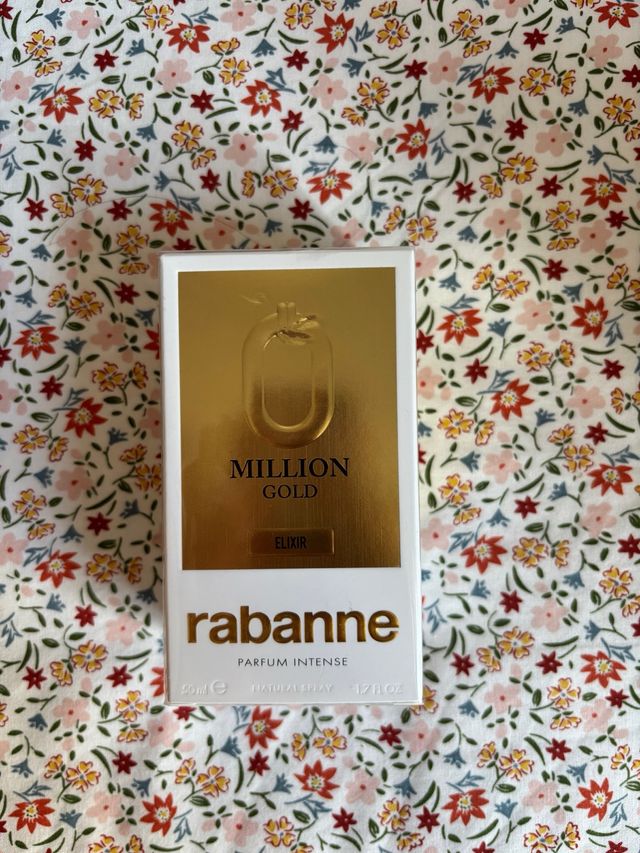 MILLION
GOLD
ELIXIR
rabanne
PARFUM INTENSE
50 ml e NATURAL SPRAY 1.7 fl oz